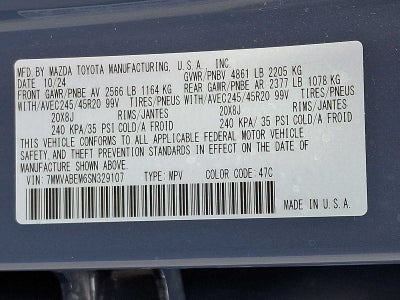 MFD BY MAZDA TOYOTA MANUFACTURING, U.S.A., INC.
DATE 10/24 GVWR/PNBV 4861 LB 2205 KG
FRONT GAWR/PNBE AV 2566 LB 1164 KG REAR GAWR/PNBE AR 2377 LB 1078 KG
WITH/AVEC 245/45R20 99V TIRES/PNEUS WITH/AVEC 245/45R20 99V TIRES/PNEUS
20X8J RIMS/JANTES 20X8J RIMS/JANTES
240 KPA/ 35 PSI COLD/A FROID 240 KPA/ 35 PSI COLD/A FROID
THIS VEHICLE CONFORMS TO ALL APPLICABLE FEDERAL MOTOR VEHICLE
SAFETY, AND THEFT PREVENTION STANDARDS IN EFFECT ON THE DATE OF
MANUFACTURE SHOWN ABOVE.
VIN: 7MMVABEM6SN329107 TYPE: MPV COLOR CODE: 47C
MADE IN U.S.A.